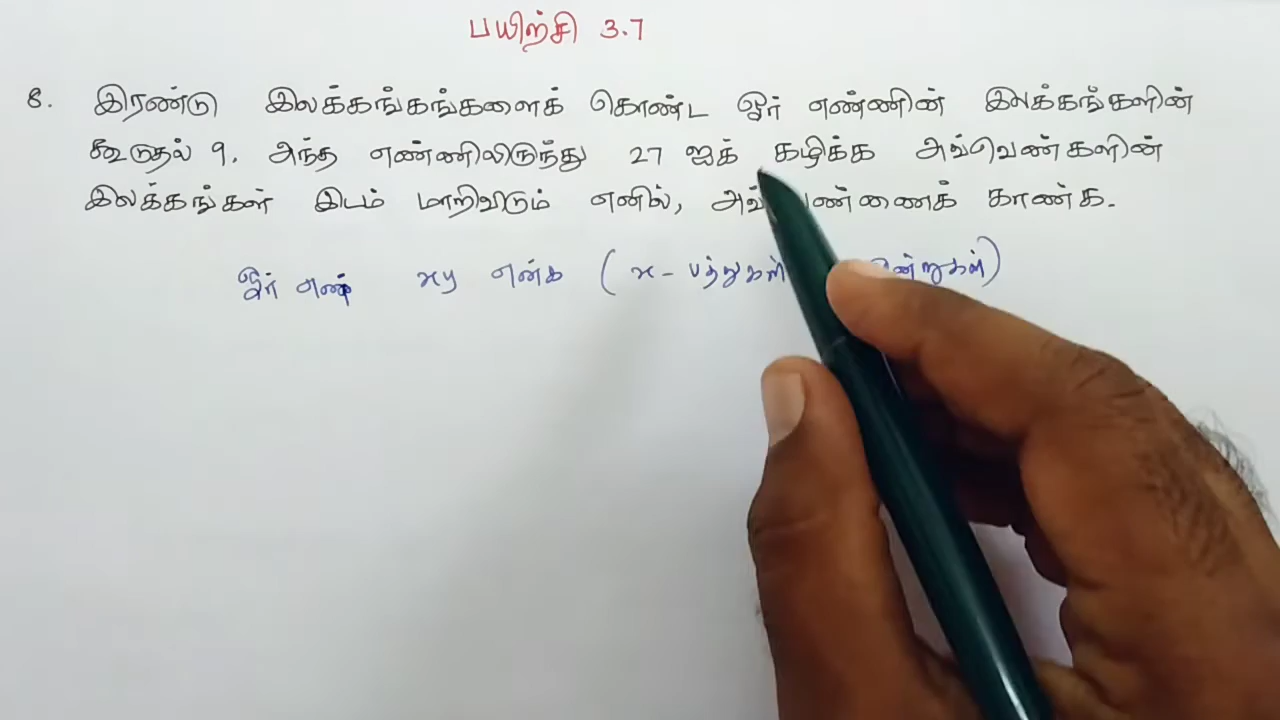 பயிற்சி 3.7
8. இரண்டு இலக்கங்கங்களைக் கொண்ட ஓர் எண்ணின் இலக்கங்களின்
கூடுதல் 9. அந்த எண்ணிலிருந்து 27 ஐக் கழிக்க அவ்வெண்களின்
இலக்கங்கள் இடம் மாறிவிடும் எனில், காண்க.
ஓர் எண் xy என்க ( x - பத்துகள்